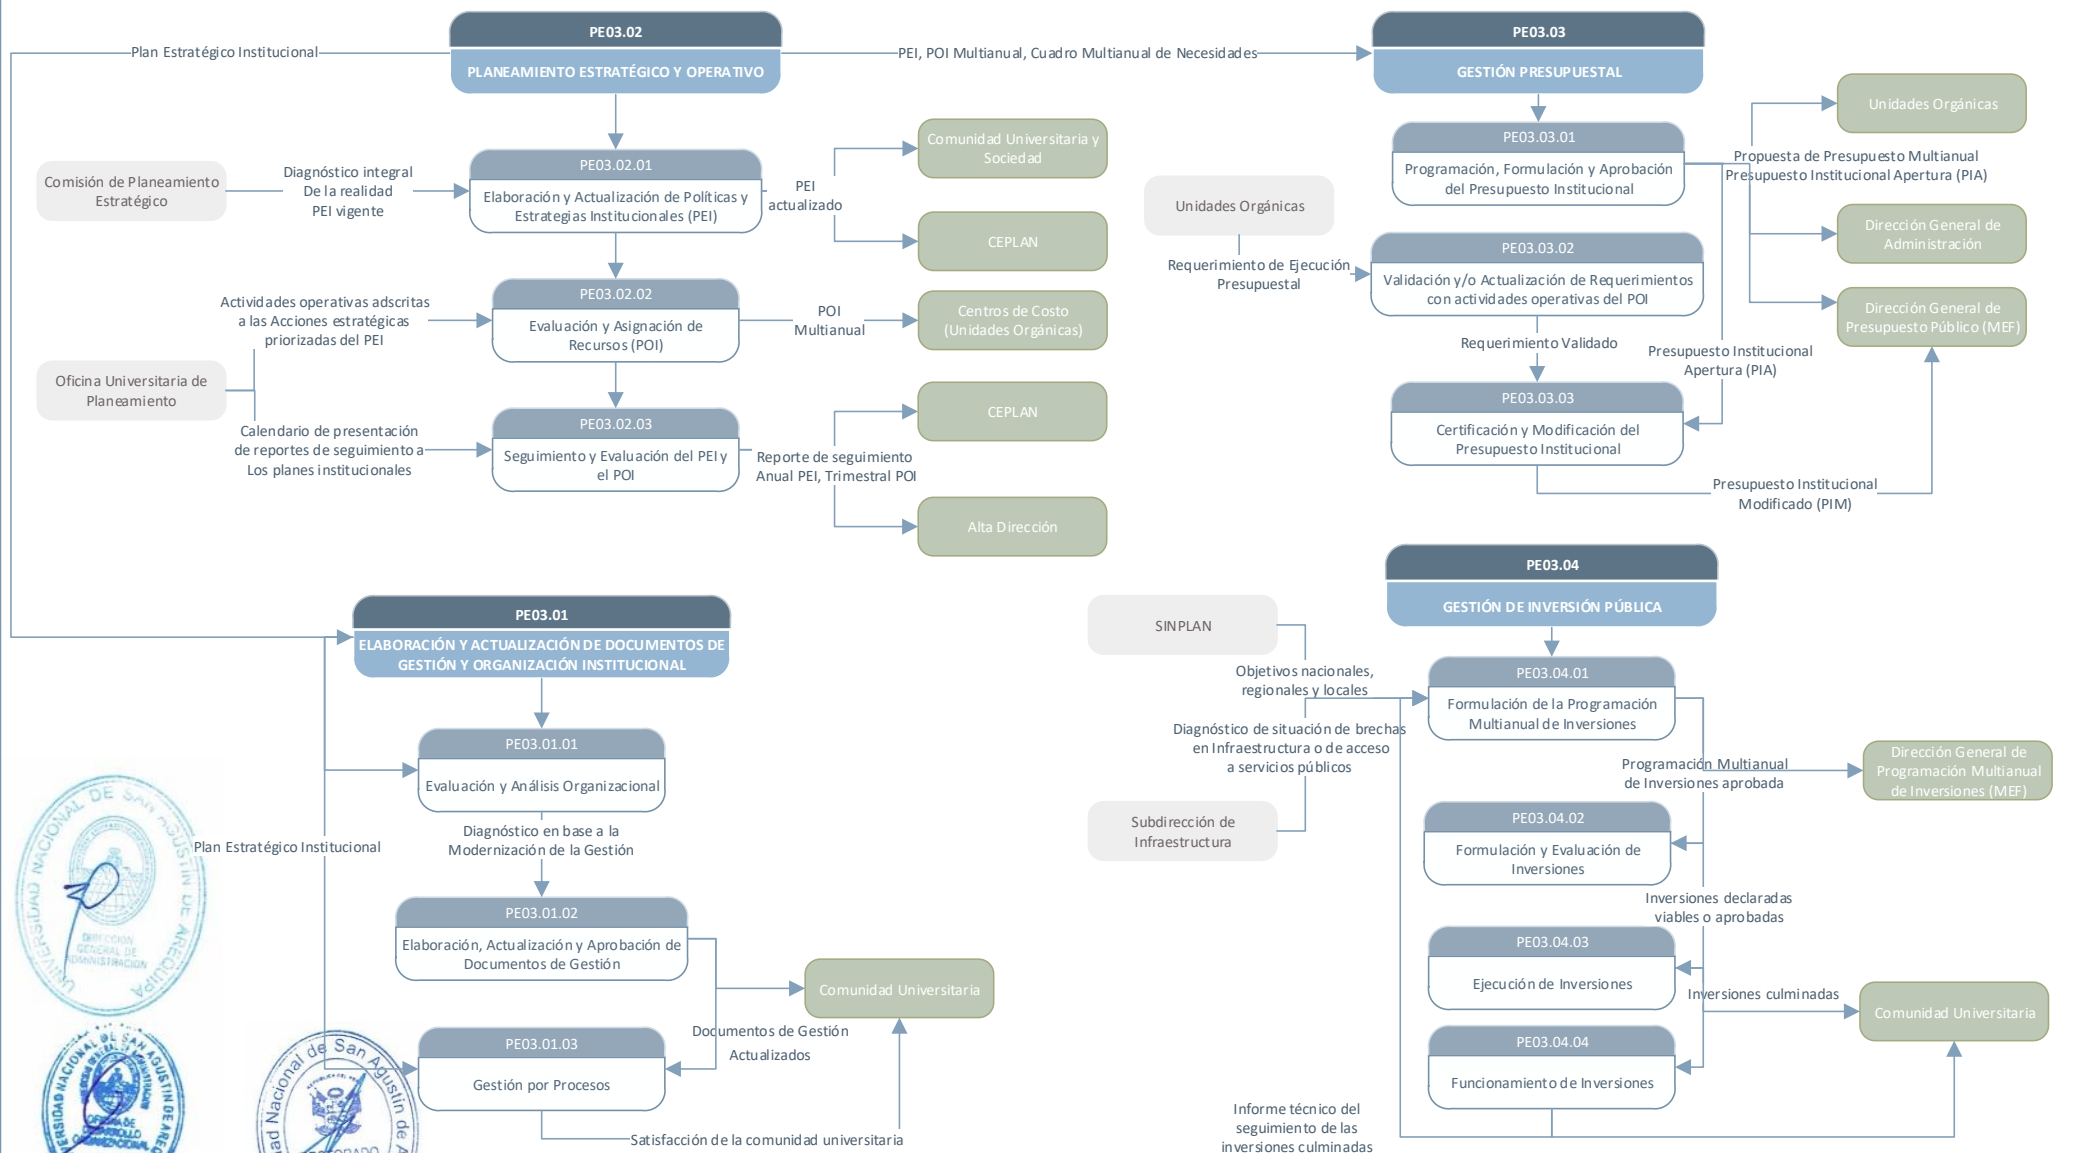 PE03.02
PLANEAMIENTO ESTRATÉGICO Y OPERATIVO
Plan Estratégico Institucional
PEI, POI Multianual, Cuadro Multianual de Necesidades
PE03.03
GESTIÓN PRESUPUESTAL
Comisión de Planeamiento
Estratégico
Diagnóstico integral
De la realidad
PEI vigente
PE03.02.01
Elaboración y Actualización de Políticas y
Estrategias Institucionales (PEI)
PEI
actualizado
Comunidad Universitaria y
Sociedad
CEPLAN
Oficina Universitaria de
Planeamiento
Actividades operativas adscritas
a las Acciones estratégicas
priorizadas del PEI
PE03.02.02
Evaluación y Asignación de
Recursos (POI)
POI
Multianual
Centros de Costo
(Unidades Orgánicas)
Calendario de presentación
de reportes de seguimiento a
Los planes institucionales
PE03.02.03
Seguimiento y Evaluación del PEI y
el POI
Reporte de seguimiento
Anual PEI, Trimestral POI
CEPLAN
Alta Dirección
PE03.03.01
Programación, Formulación y Aprobación
del Presupuesto Institucional
Unidades Orgánicas
Propuesta de Presupuesto Multianual
Presupuesto Institucional Apertura (PIA)
Dirección General de
Administración
Dirección General de
Presupuesto Público (MEF)
Unidades Orgánicas
Requerimiento de Ejecución
Presupuestal
PE03.03.02
Validación y/o Actualización de Requerimientos
con actividades operativas del POI
Requerimiento Validado
Presupuesto Institucional
Apertura (PIA)
PE03.03.03
Certificación y Modificación del
Presupuesto Institucional
Presupuesto Institucional
Modificado (PIM)
PE03.01
ELABORACIÓN Y ACTUALIZACIÓN DE DOCUMENTOS DE
GESTIÓN Y ORGANIZACIÓN INSTITUCIONAL
PE03.01.01
Evaluación y Análisis Organizacional
Plan Estratégico Institucional
Diagnóstico en base a la
Modernización de la Gestión
PE03.01.02
Elaboración, Actualización y Aprobación de
Documentos de Gestión
Comunidad Universitaria
Documentos de Gestión
Actualizados
PE03.01.03
Gestión por Procesos
Satisfacción de la comunidad universitaria
PE03.04
GESTIÓN DE INVERSIÓN PÚBLICA
SINPLAN
Objetivos nacionales,
regionales y locales
Diagnóstico de situación de brechas
en Infraestructura o de acceso
a servicios públicos
Subdirección de
Infraestructura
PE03.04.01
Formulación de la Programación
Multianual de Inversiones
Programación Multianual
de Inversiones aprobada
Dirección General de
Programación Multianual
de Inversiones (MEF)
PE03.04.02
Formulación y Evaluación de
Inversiones
Inversiones declaradas
viables o aprobadas
PE03.04.03
Ejecución de Inversiones
Inversiones culminadas
Comunidad Universitaria
PE03.04.04
Funcionamiento de Inversiones
Informe técnico del
seguimiento de las
inversiones culminadas
UNIVERSIDAD NACIONAL DE SAN AGUSTIN DE AREQUIPA
DIRECCION
GENERAL DE
ADMINISTRACION